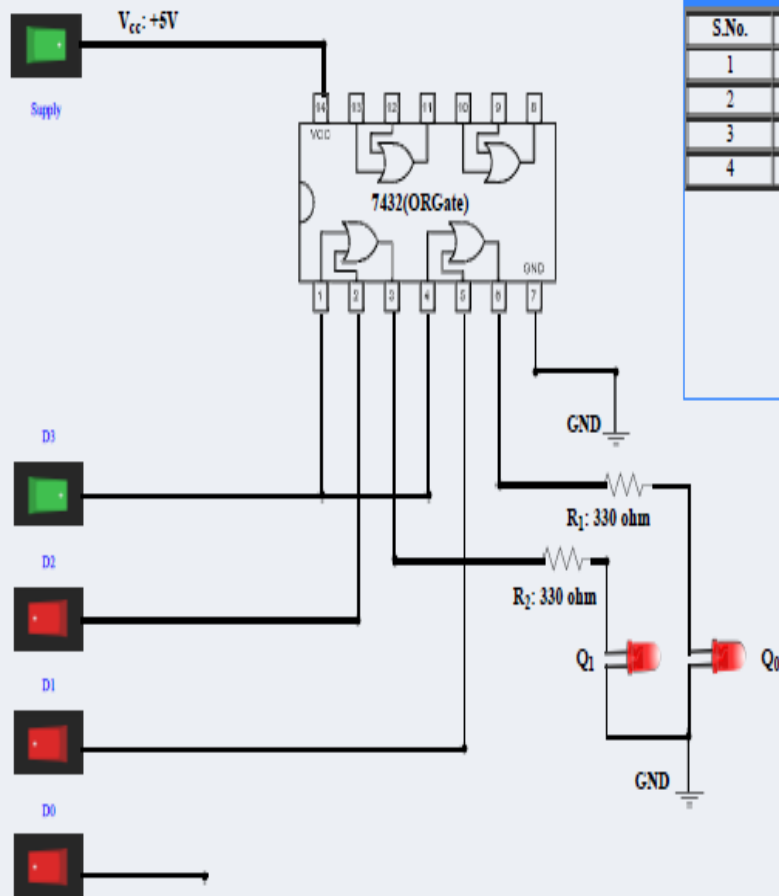 V_cc: +5V
S.No.
1
2
3
4
Supply
14 13 12 11 10 9 8
VCC
7432(ORGate)
GND
1 2 3 4 5 6 7
GND
D3
R₁: 330 ohm
D2
R₂: 330 ohm
Q₁
Q₀
D1
GND
D0